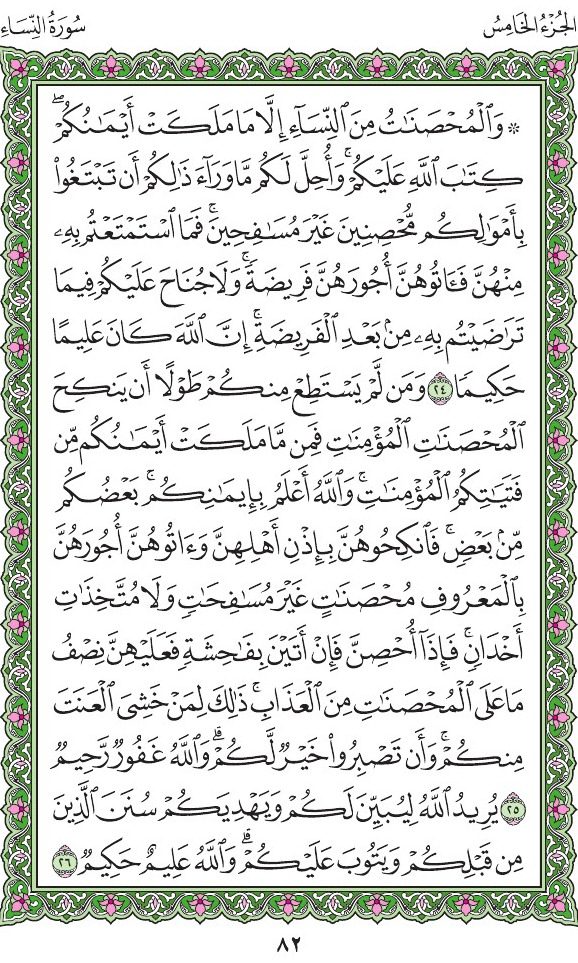 الجُزْءُ الخَامِسُ
سُورَةُ النِّسَاءِ
۞ وَٱلْمُحْصَنَٰتُ مِنَ ٱلنِّسَآءِ إِلَّا مَا مَلَكَتْ أَيْمَٰنُكُمْۖ
كِتَٰبَ ٱللَّهِ عَلَيْكُمْۚ وَأُحِلَّ لَكُم مَّا وَرَآءَ ذَٰلِكُمْ أَن تَبْتَغُوا۟
بِأَمْوَٰلِكُم مُّحْصِنِينَ غَيْرَ مُسَٰفِحِينَۚ فَمَا ٱسْتَمْتَعْتُم بِهِۦ
مِنْهُنَّ فَـَٔاتُوهُنَّ أُجُورَهُنَّ فَرِيضَةًۚ وَلَا جُنَاحَ عَلَيْكُمْ فِيمَا
تَرَٰضَيْتُم بِهِۦ مِنۢ بَعْدِ ٱلْفَرِيضَةِۚ إِنَّ ٱللَّهَ كَانَ عَلِيمًا
حَكِيمًا ٢٤ وَمَن لَّمْ يَسْتَطِعْ مِنكُمْ طَوْلًا أَن يَنكِحَ
ٱلْمُحْصَنَٰتِ ٱلْمُؤْمِنَٰتِ فَمِن مَّا مَلَكَتْ أَيْمَٰنُكُم مِّن
فَتَيَٰتِكُمُ ٱلْمُؤْمِنَٰتِۚ وَٱللَّهُ أَعْلَمُ بِإِيمَٰنِكُمۚ بَعْضُكُم
مِّنۢ بَعْضٍۚ فَٱنكِحُوهُنَّ بِإِذْنِ أَهْلِهِنَّ وَءَاتُوهُنَّ أُجُورَهُنَّ
بِٱلْمَعْرُوفِ مُحْصَنَٰتٍ غَيْرَ مُسَٰفِحَٰتٍ وَلَا مُتَّخِذَٰتِ
أَخْدَانٍۚ فَإِذَآ أُحْصِنَّ فَإِنْ أَتَيْنَ بِفَٰحِشَةٍ فَعَلَيْهِنَّ نِصْفُ
مَا عَلَى ٱلْمُحْصَنَٰتِ مِنَ ٱلْعَذَابِۚ ذَٰلِكَ لِمَنْ خَشِىَ ٱلْعَنَتَ
مِنكُمْۚ وَأَن تَصْبِرُوا۟ خَيْرٌ لَّكُمْۗ وَٱللَّهُ غَفُورٌ رَّحِيمٌ
٢٥ يُرِيدُ ٱللَّهُ لِيُبَيِّنَ لَكُمْ وَيَهْدِيَكُمْ سُنَنَ ٱلَّذِينَ
مِن قَبْلِكُمْ وَيَتُوبَ عَلَيْكُمْۗ وَٱللَّهُ عَلِيمٌ حَكِيمٌ ٢٦
٨٢